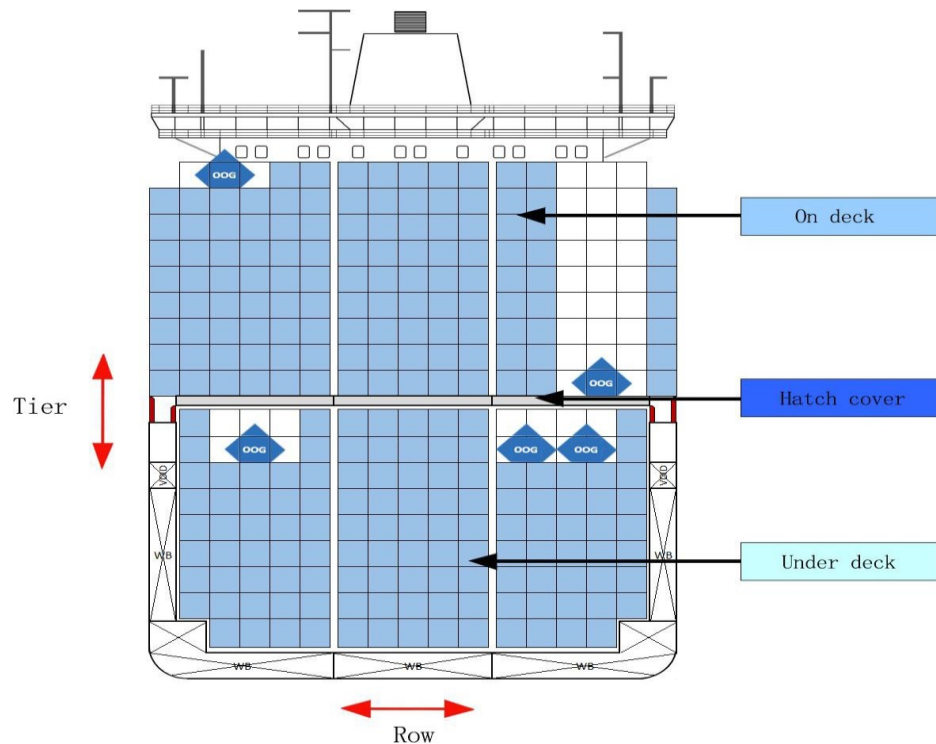 OOG
On deck
OOG
Tier
Hatch cover
OOG
OOG
OOG
VOID
VOID
WB
WB
Under deck
WB
WB
WB
Row